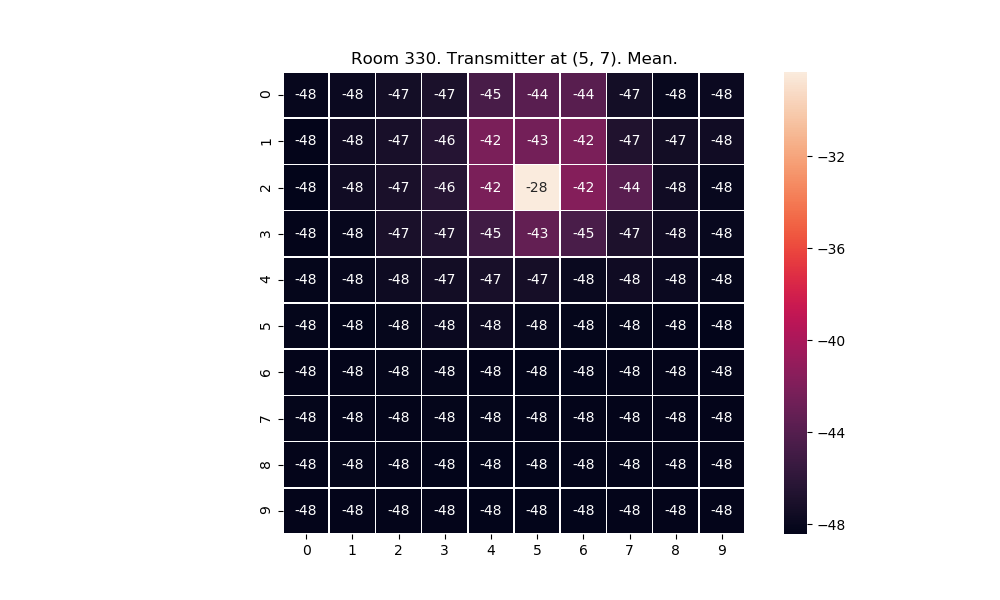 Room 330. Transmitter at (5, 7). Mean.
0 -48 -48 -47 -47 -45 -44 -44 -47 -48 -48
1 -48 -48 -47 -46 -42 -43 -42 -47 -47 -48
2 -48 -48 -47 -46 -42 -28 -42 -44 -48 -48
3 -48 -48 -47 -47 -45 -43 -45 -47 -48 -48
4 -48 -48 -48 -47 -47 -47 -48 -48 -48 -48
5 -48 -48 -48 -48 -48 -48 -48 -48 -48 -48
6 -48 -48 -48 -48 -48 -48 -48 -48 -48 -48
7 -48 -48 -48 -48 -48 -48 -48 -48 -48 -48
8 -48 -48 -48 -48 -48 -48 -48 -48 -48 -48
9 -48 -48 -48 -48 -48 -48 -48 -48 -48 -48
0 1 2 3 4 5 6 7 8 9
−32
−36
−40
−44
−48